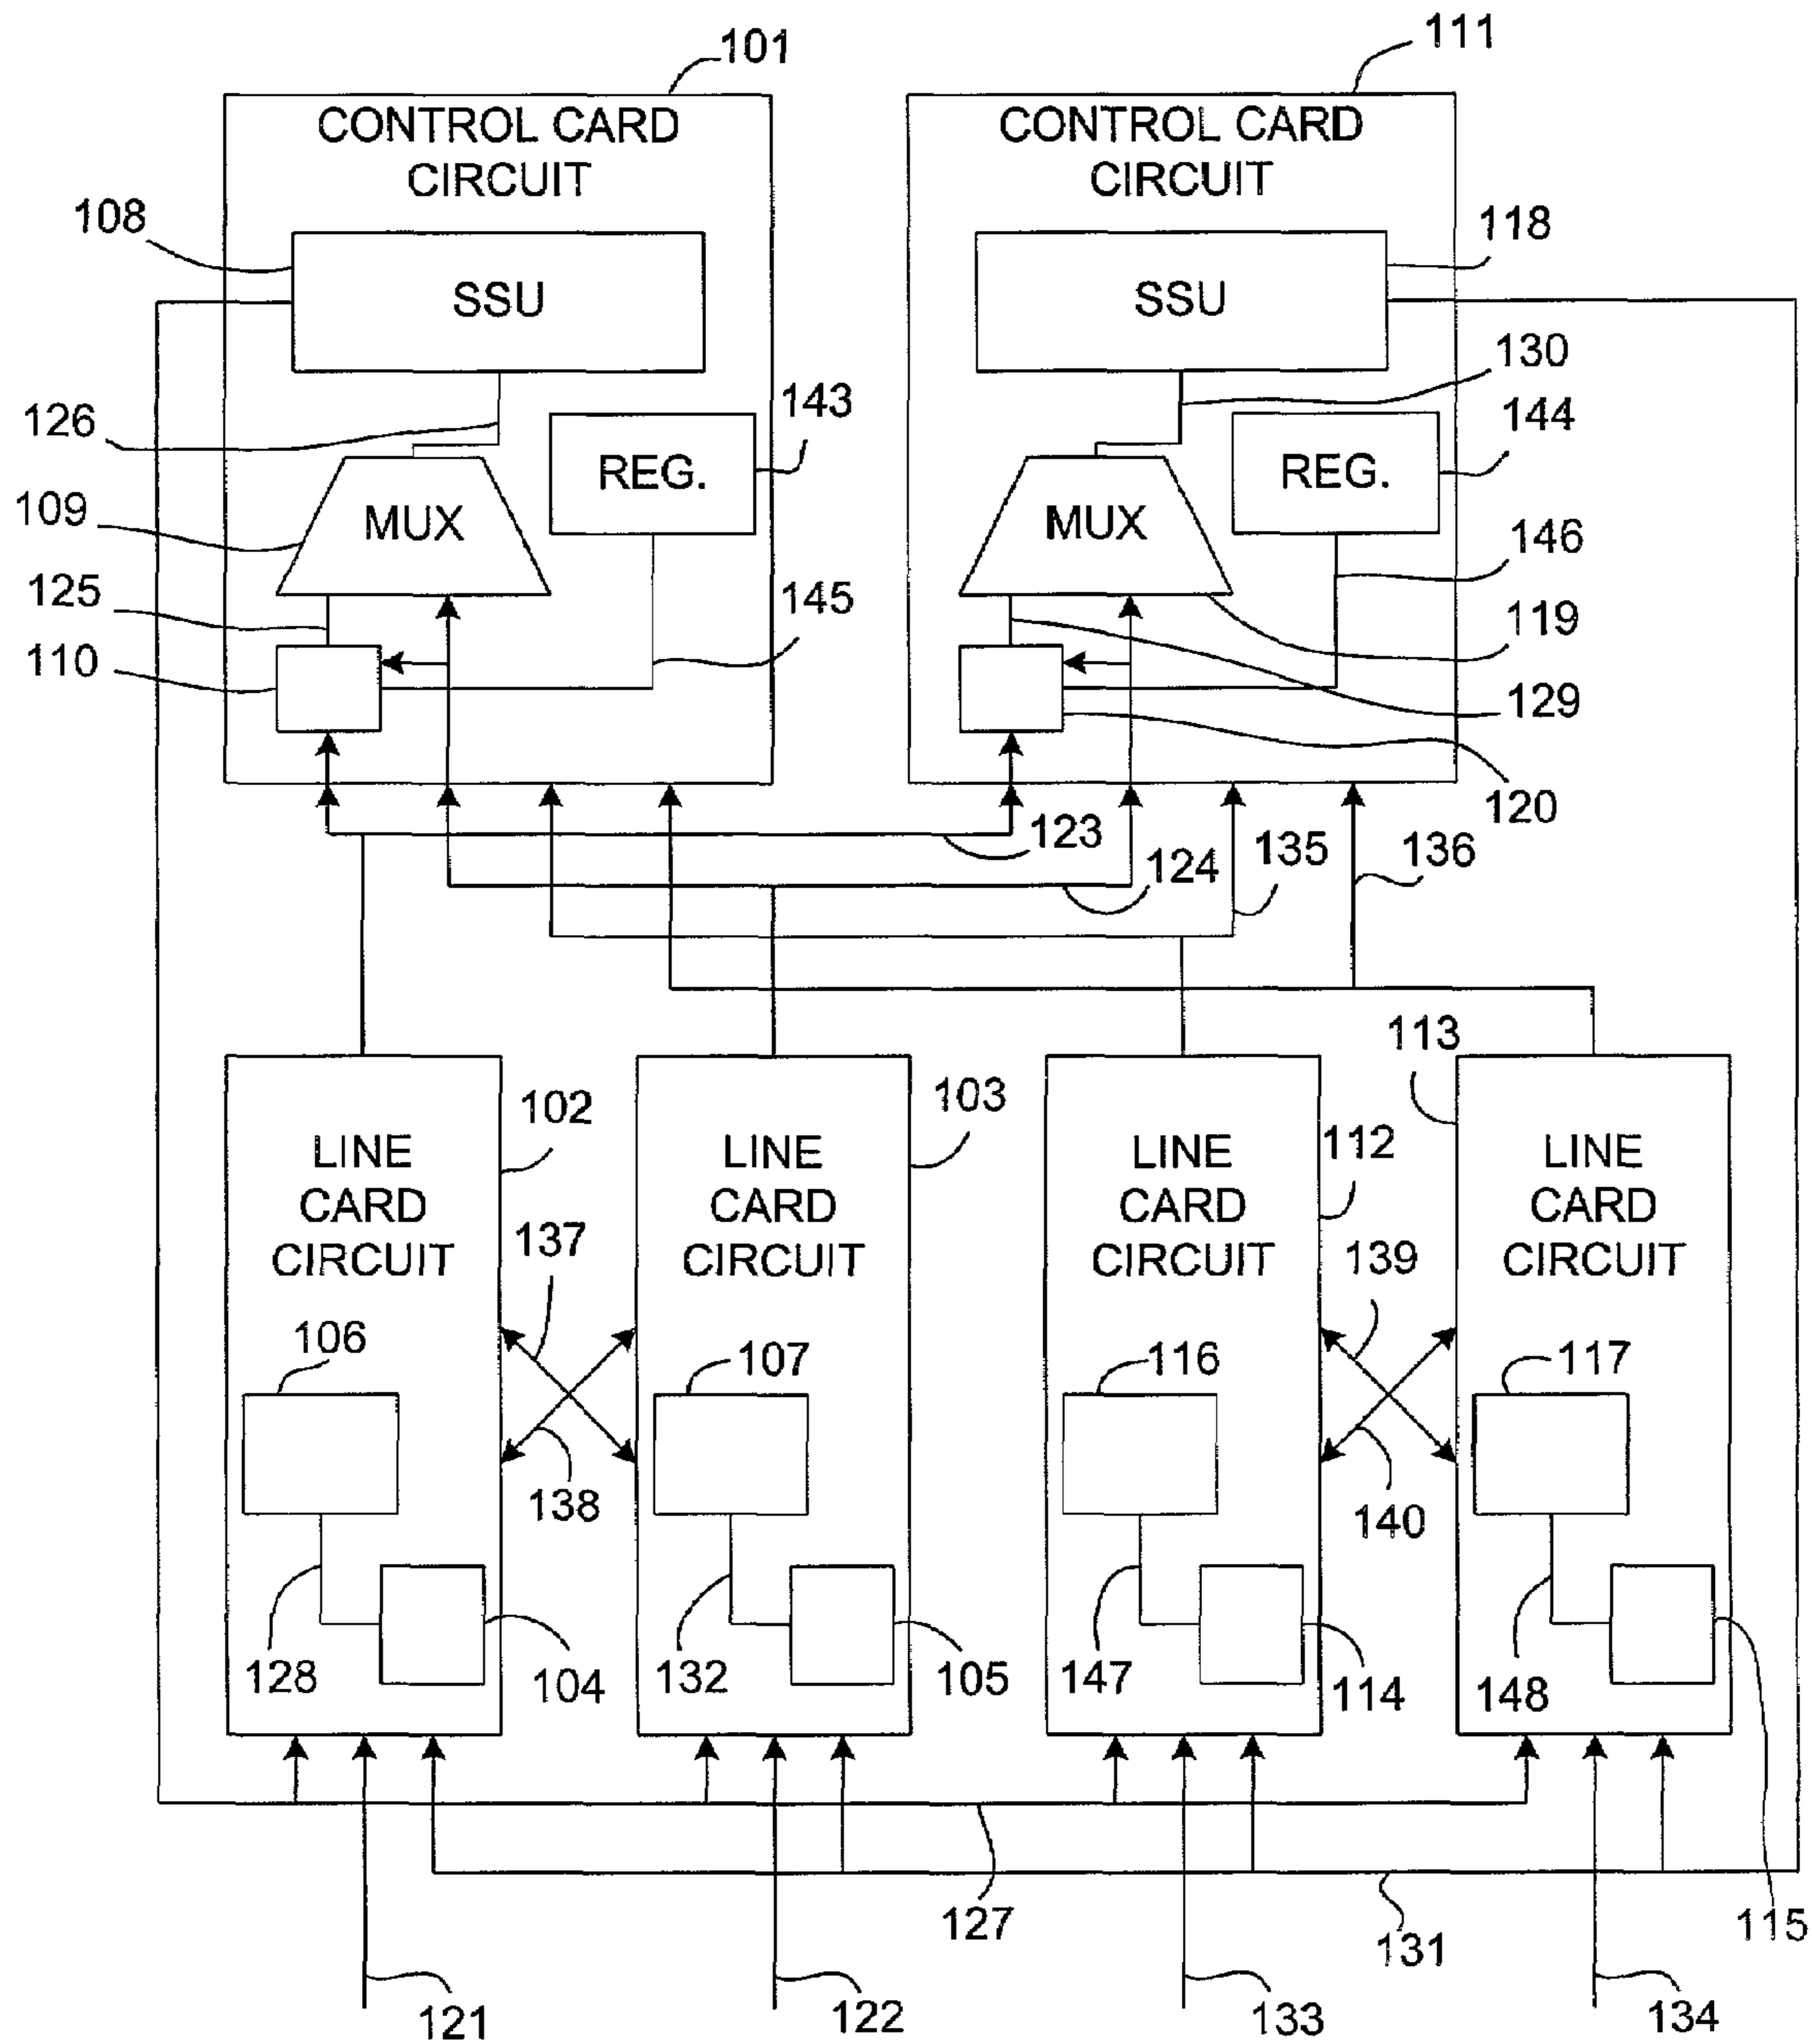 101
111
CONTROL CARD
CIRCUIT
CONTROL CARD
CIRCUIT
108
118
SSU
SSU
130
126
143
144
REG.
REG.
109
MUX
MUX
146
125
145
119
110
129
120
123
135
136
124
113
102
103
112
LINE
CARD
CIRCUIT
LINE
CARD
CIRCUIT
LINE
CARD
CIRCUIT
LINE
CARD
CIRCUIT
137
139
106
107
116
117
138
140
128
104
132
105
147
114
148
127
131
115
121
122
133
134